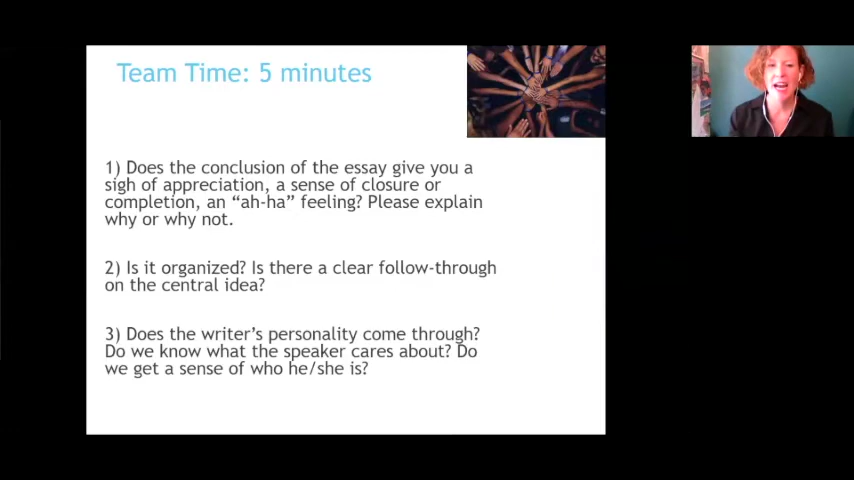 Team Time: 5 minutes
1) Does the conclusion of the essay give you a
sigh of appreciation, a sense of closure or
completion, an “ah-ha” feeling? Please explain
why or why not.
2) Is it organized? Is there a clear follow-through
on the central idea?
3) Does the writer’s personality come through?
Do we know what the speaker cares about? Do
we get a sense of who he/she is?